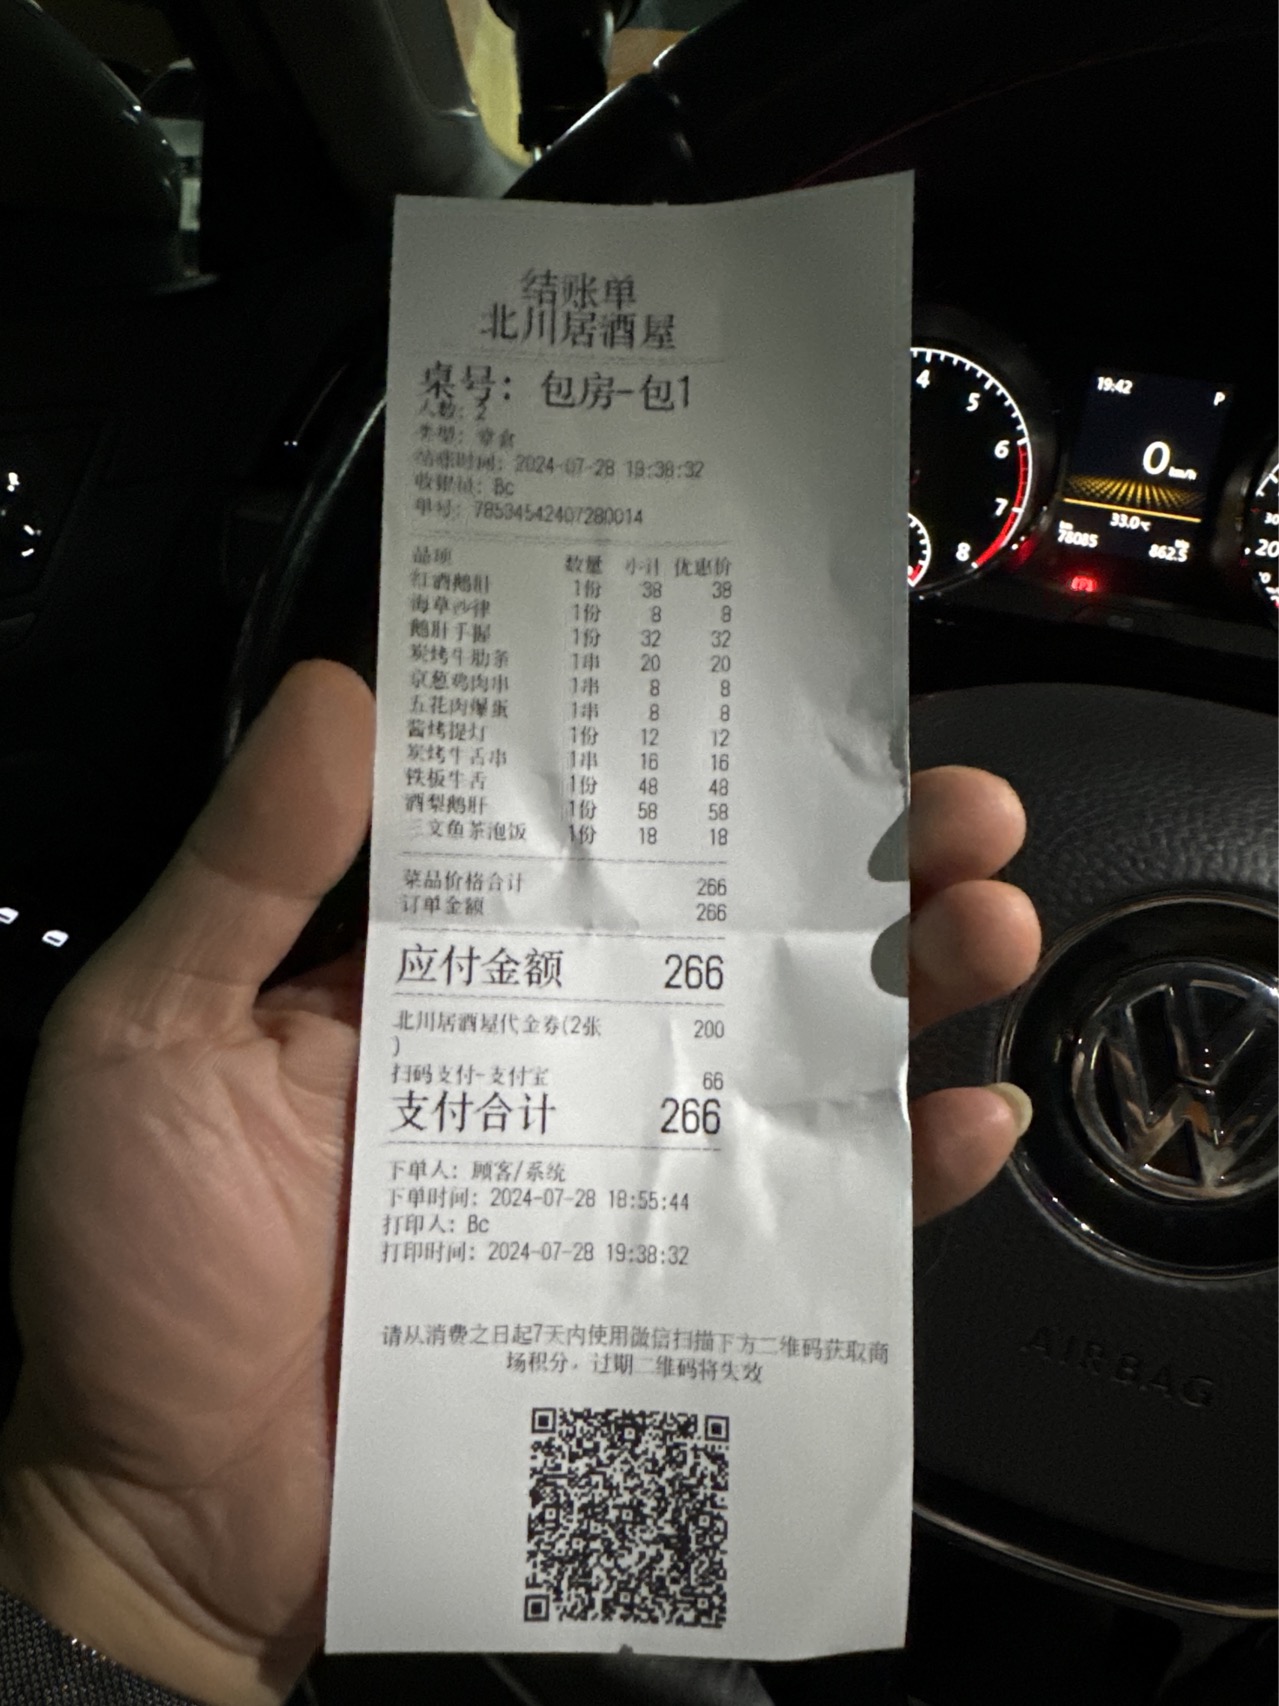 结账单
北川居酒屋
桌号： 包房-包1
人数：2
类型：堂食
结账时间：2024-07-28 19:38:32
收银员：Bc
单号：78534542407280014
品项 数量 小计 优惠价
红酒鹅肝 1份 38 38
海草沙律 1份 8 8
鹅肝手握 1份 32 32
炭烤牛肋条 1串 20 20
京葱鸡肉串 1串 8 8
五花肉爆蛋 1串 8 8
酱烤提灯 1份 12 12
炭烤牛舌串 1串 16 16
铁板牛舌 1份 48 48
酒梨鹅肝 1份 58 58
三文鱼茶泡饭 1份 18 18
菜品价格合计 266
订单金额 266
应付金额 266
北川居酒屋代金券(2张 200
)
扫码支付-支付宝 66
支付合计 266
下单人：顾客/系统
下单时间：2024-07-28 18:55:44
打印人：Bc
打印时间：2024-07-28 19:38:32
请从消费之日起7天内使用微信扫描下方二维码获取商
场积分，过期二维码将失效
4
5
6
7
8
19:42 P
0 km/h
33.0℃
km
78085 862.5
20
AIRBAG